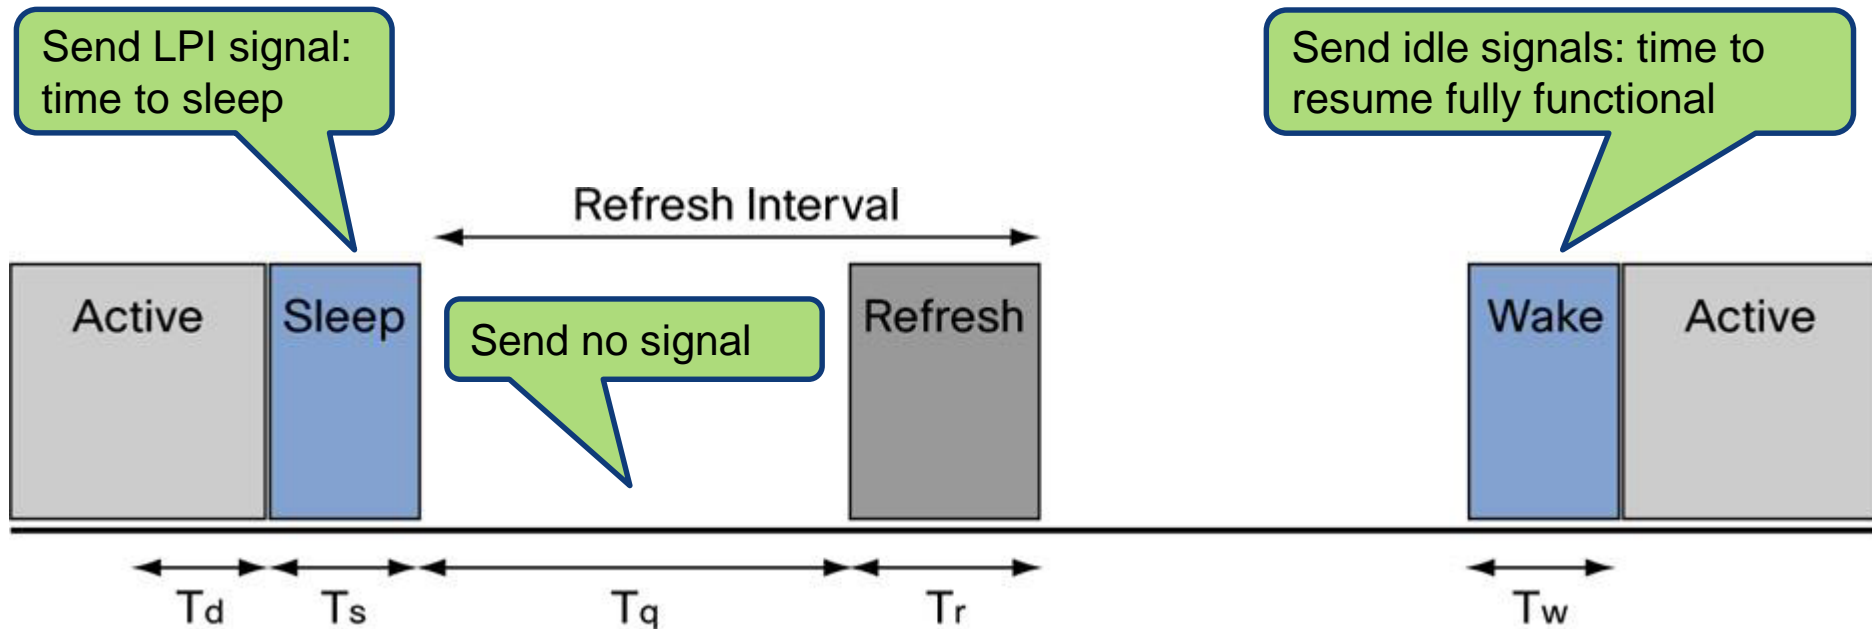 Send LPI signal:
time to sleep
Send idle signals: time to
resume fully functional
Refresh Interval
Active
Sleep
Send no signal
Refresh
Wake
Active
Td
Ts
Tq
Tr
Tw